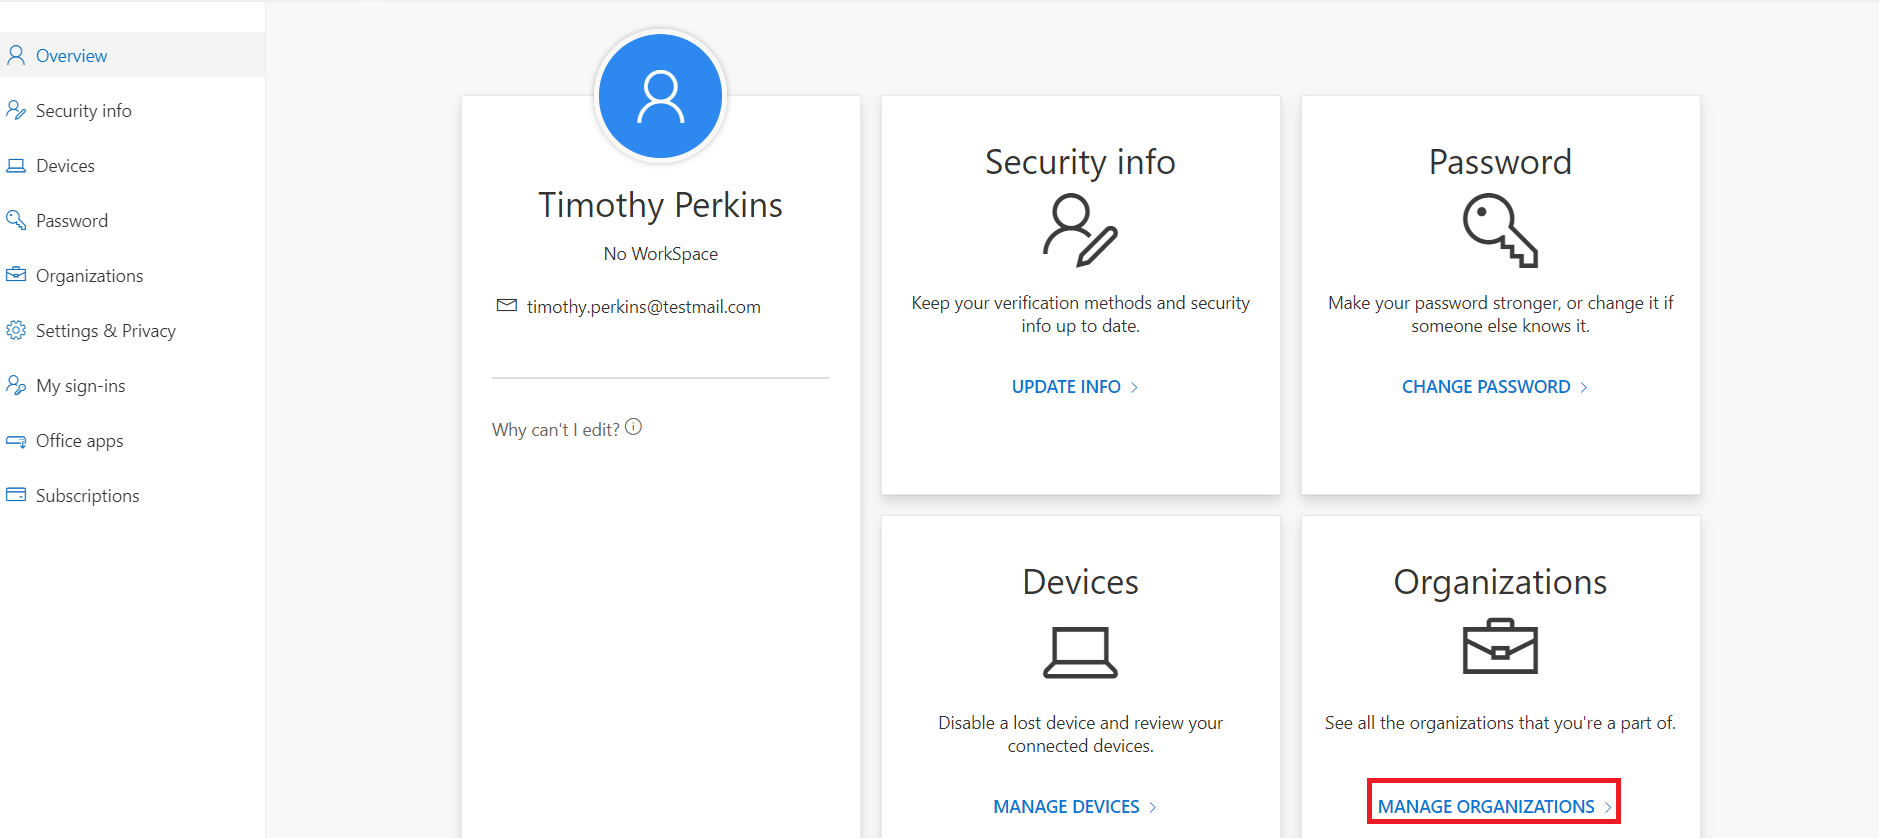 Overview
Security info
Devices
Password
Organizations
Settings & Privacy
My sign-ins
Office apps
Subscriptions
Timothy Perkins
No WorkSpace
timothy.perkins@testmail.com
Why can't I edit?
Security info
Keep your verification methods and security
info up to date.
UPDATE INFO
Password
Make your password stronger, or change it if
someone else knows it.
CHANGE PASSWORD
Devices
Disable a lost device and review your
connected devices.
MANAGE DEVICES
Organizations
See all the organizations that you're a part of.
MANAGE ORGANIZATIONS